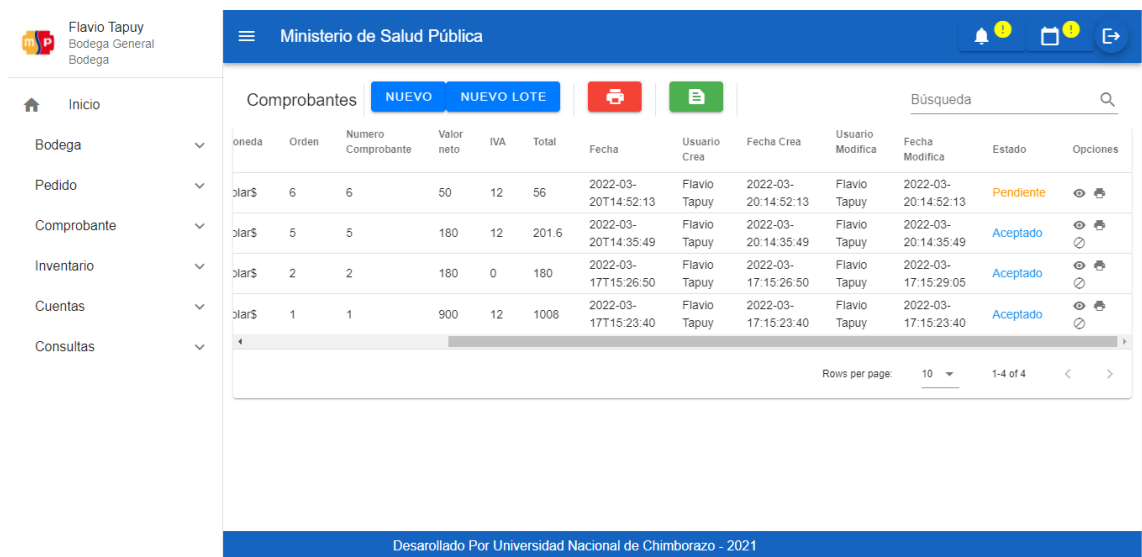 Flavio Tapuy
Bodega General
Bodega
Ministerio de Salud Pública
Inicio
Bodega
Pedido
Comprobante
Inventario
Cuentas
Consultas
Comprobantes NUEVO NUEVO LOTE Búsqueda
oneda Orden Numero Comprobante Valor neto IVA Total Fecha Usuario Crea Fecha Crea Usuario Modifica Fecha Modifica Estado Opciones
olar$ 6 6 50 12 56 2022-03-20T14:52:13 Flavio Tapuy 2022-03-20:14:52:13 Flavio Tapuy 2022-03-20:14:52:13 Pendiente
olar$ 5 5 180 12 201.6 2022-03-20T14:35:49 Flavio Tapuy 2022-03-20:14:35:49 Flavio Tapuy 2022-03-20:14:35:49 Aceptado
olar$ 2 2 180 0 180 2022-03-17T15:26:50 Flavio Tapuy 2022-03-17:15:26:50 Flavio Tapuy 2022-03-17:15:29:05 Aceptado
olar$ 1 1 900 12 1008 2022-03-17T15:23:40 Flavio Tapuy 2022-03-17:15:23:40 Flavio Tapuy 2022-03-17:15:23:40 Aceptado
Rows per page: 10 1-4 of 4
Desarollado Por Universidad Nacional de Chimborazo - 2021